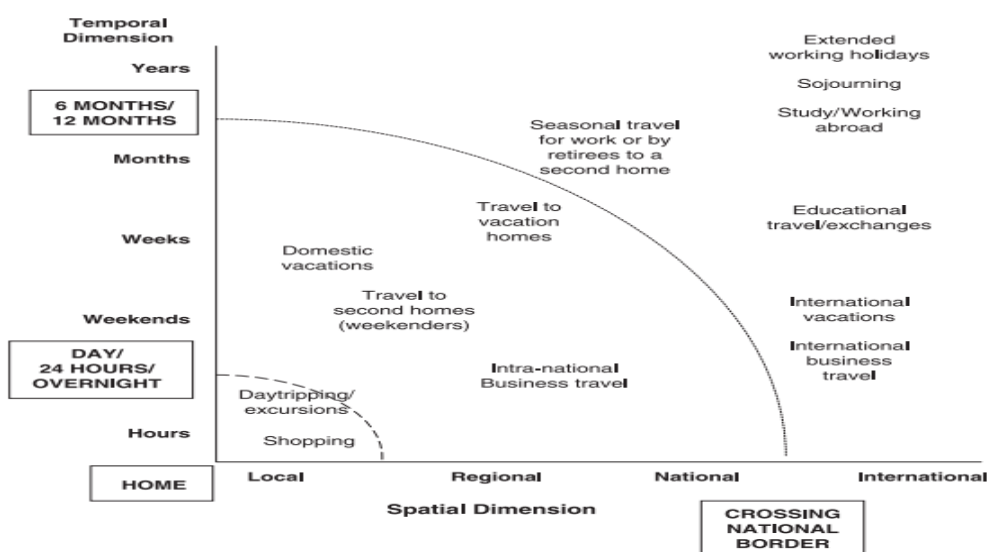 Temporal
Dimension
Years
6 MONTHS/
12 MONTHS
Months
Weeks
Weekends
DAY/
24 HOURS/
OVERNIGHT
Hours
HOME
Extended
working holidays
Sojourning
Study/Working
abroad
Seasonal travel
for work or by
retirees to a
second home
Travel to
vacation
homes
Educational
travel/exchanges
Domestic
vacations
Travel to
second homes
(weekenders)
International
vacations
International
business
travel
Intra-national
Business travel
Daytripping/
excursions
Shopping
Local
Regional
National
International
Spatial Dimension
CROSSING
NATIONAL
BORDER